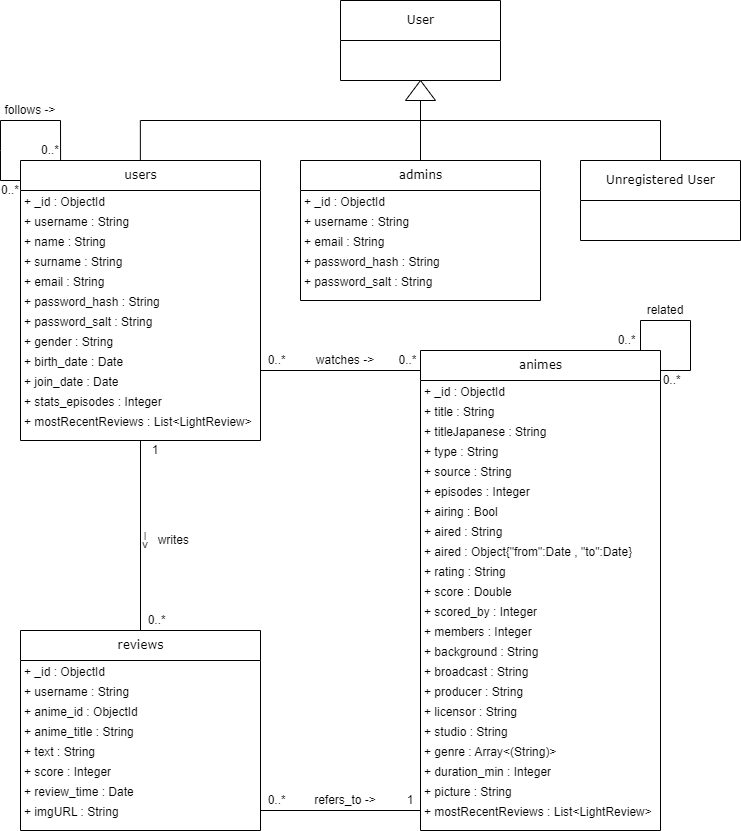 User
follows ->
0..*
0..*
users
+ _id : ObjectId
+ username : String
+ name : String
+ surname : String
+ email : String
+ password_hash : String
+ password_salt : String
+ gender : String
+ birth_date : Date
+ join_date : Date
+ stats_episodes : Integer
+ mostRecentReviews : List<LightReview>
admins
+ _id : ObjectId
+ username : String
+ email : String
+ password_hash : String
+ password_salt : String
Unregistered User
0..*
watches ->
0..*
related
0..*
0..*
animes
+ _id : ObjectId
+ title : String
+ titleJapanese : String
+ type : String
+ source : String
+ episodes : Integer
+ airing : Bool
+ aired : String
+ aired : Object{"from":Date , "to":Date}
+ rating : String
+ score : Double
+ scored_by : Integer
+ members : Integer
+ background : String
+ broadcast : String
+ producer : String
+ licensor : String
+ studio : String
+ genre : Array<(String)>
+ duration_min : Integer
+ picture : String
+ mostRecentReviews : List<LightReview>
1
|
v
writes
0..*
reviews
+ _id : ObjectId
+ username : String
+ anime_id : ObjectId
+ anime_title : String
+ text : String
+ score : Integer
+ review_time : Date
+ imgURL : String
0..*
refers_to ->
1